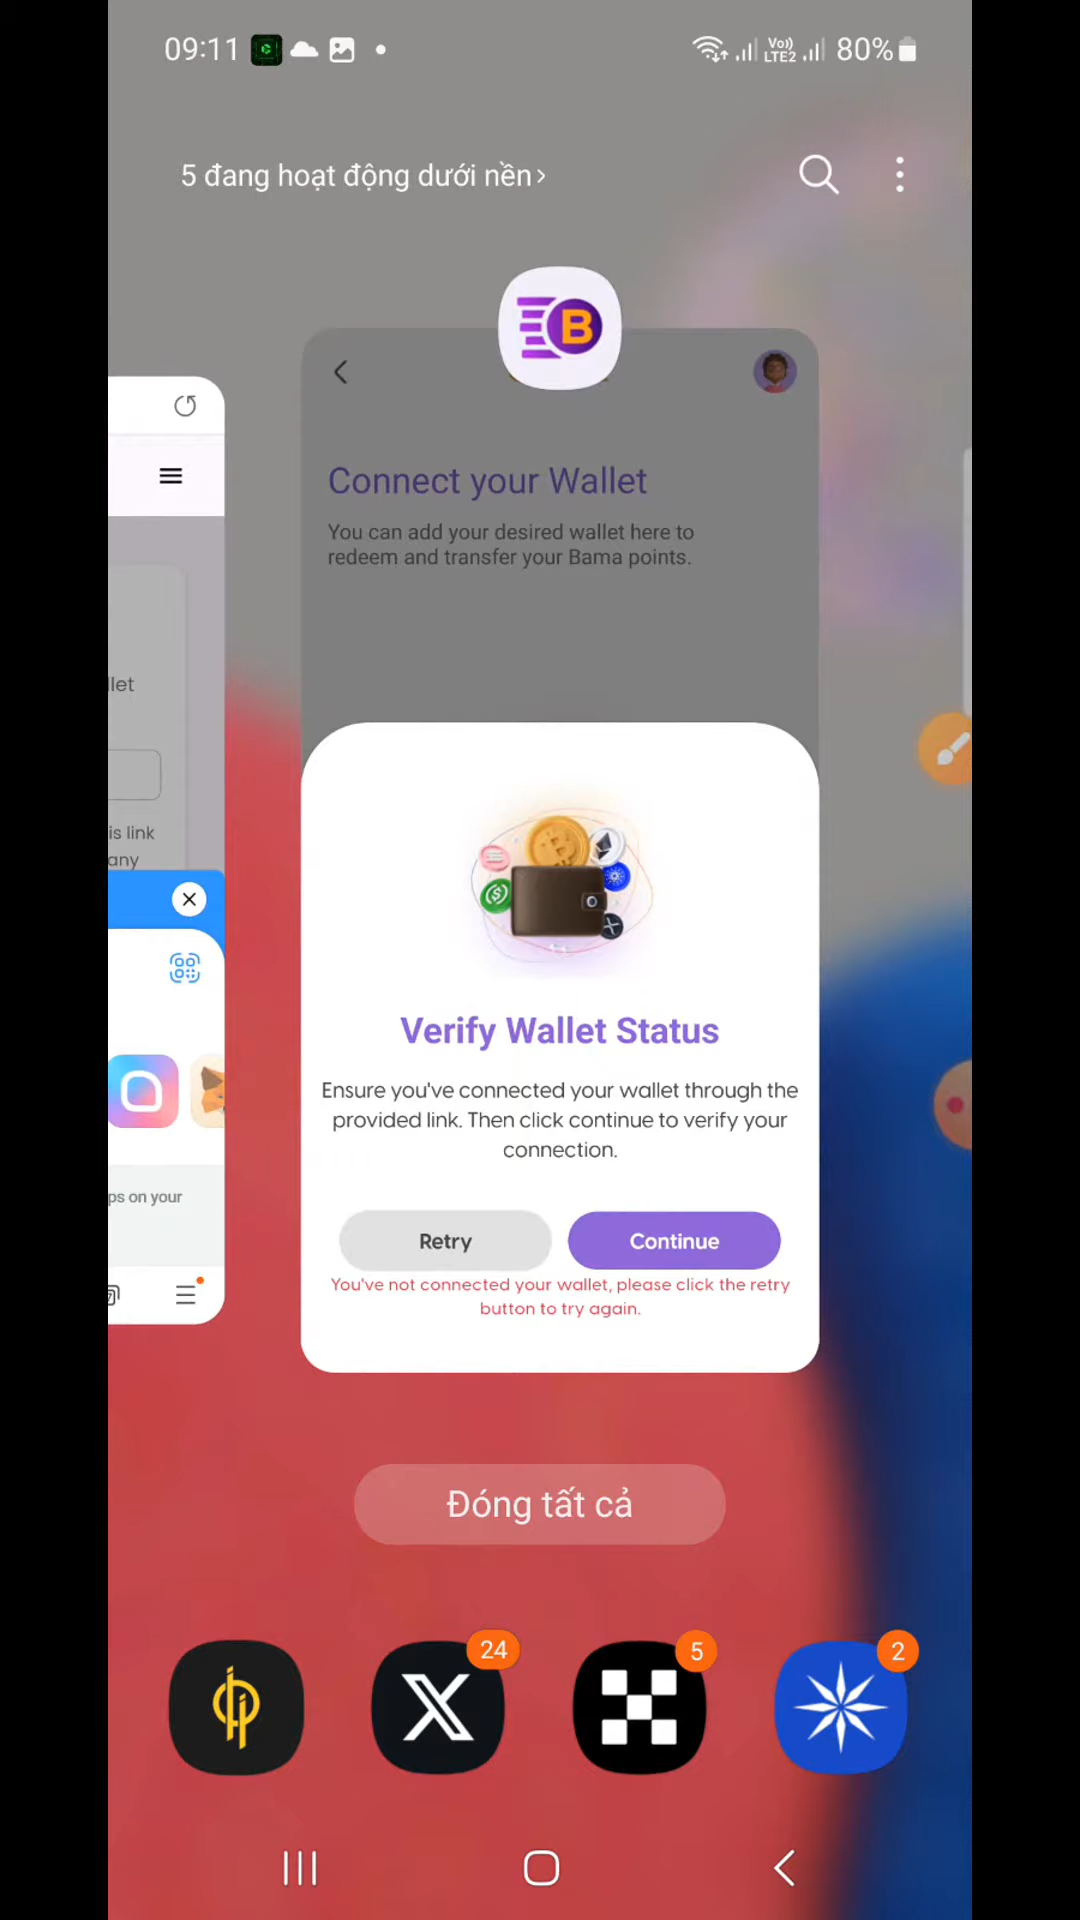 09:11
Vo))
LTE2
80%
5 đang hoạt động dưới nền›
B
Connect your Wallet
You can add your desired wallet here to
redeem and transfer your Bama points.
is link
any
ps on your
Verify Wallet Status
Ensure you've connected your wallet through the
provided link. Then click continue to verify your
connection.
Retry
Continue
You've not connected your wallet, please click the retry
button to try again.
Đóng tất cả
24
5
2